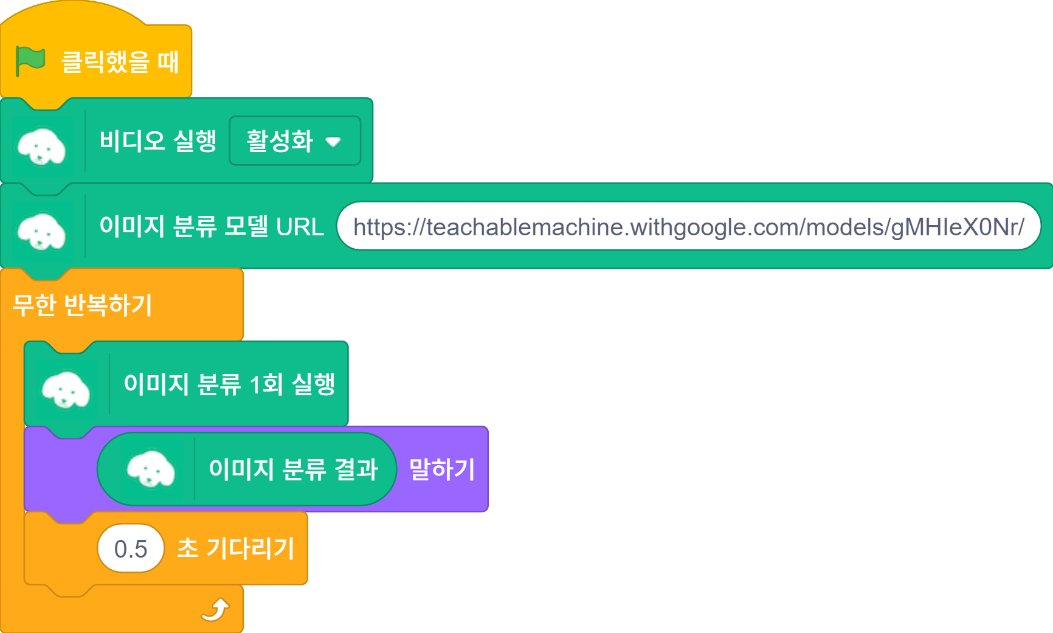 클릭했을 때
비디오 실행 활성화
이미지 분류 모델 URL https://teachablemachine.withgoogle.com/models/gMHIeX0Nr/
무한 반복하기
이미지 분류 1회 실행
이미지 분류 결과 말하기
0.5 초 기다리기